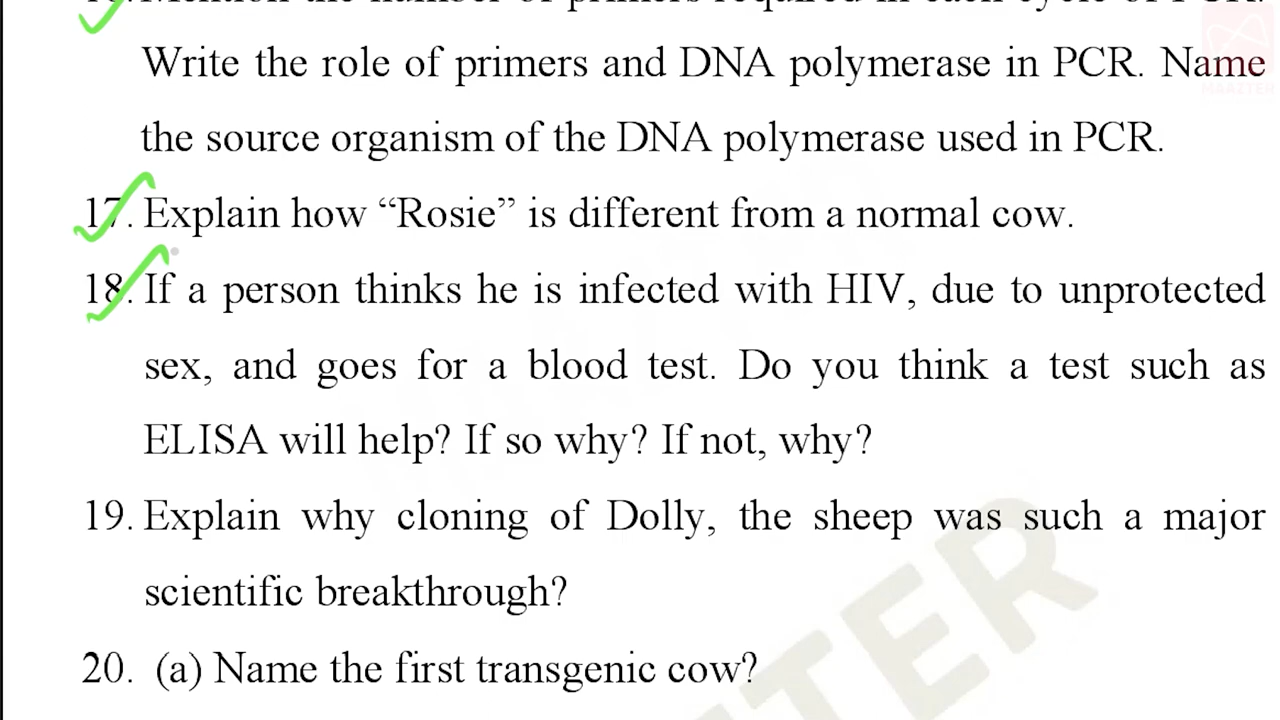 Write the role of primers and DNA polymerase in PCR. Name
the source organism of the DNA polymerase used in PCR.
17. Explain how “Rosie” is different from a normal cow.
18. If a person thinks he is infected with HIV, due to unprotected
sex, and goes for a blood test. Do you think a test such as
ELISA will help? If so why? If not, why?
19. Explain why cloning of Dolly, the sheep was such a major
scientific breakthrough?
20. (a) Name the first transgenic cow?